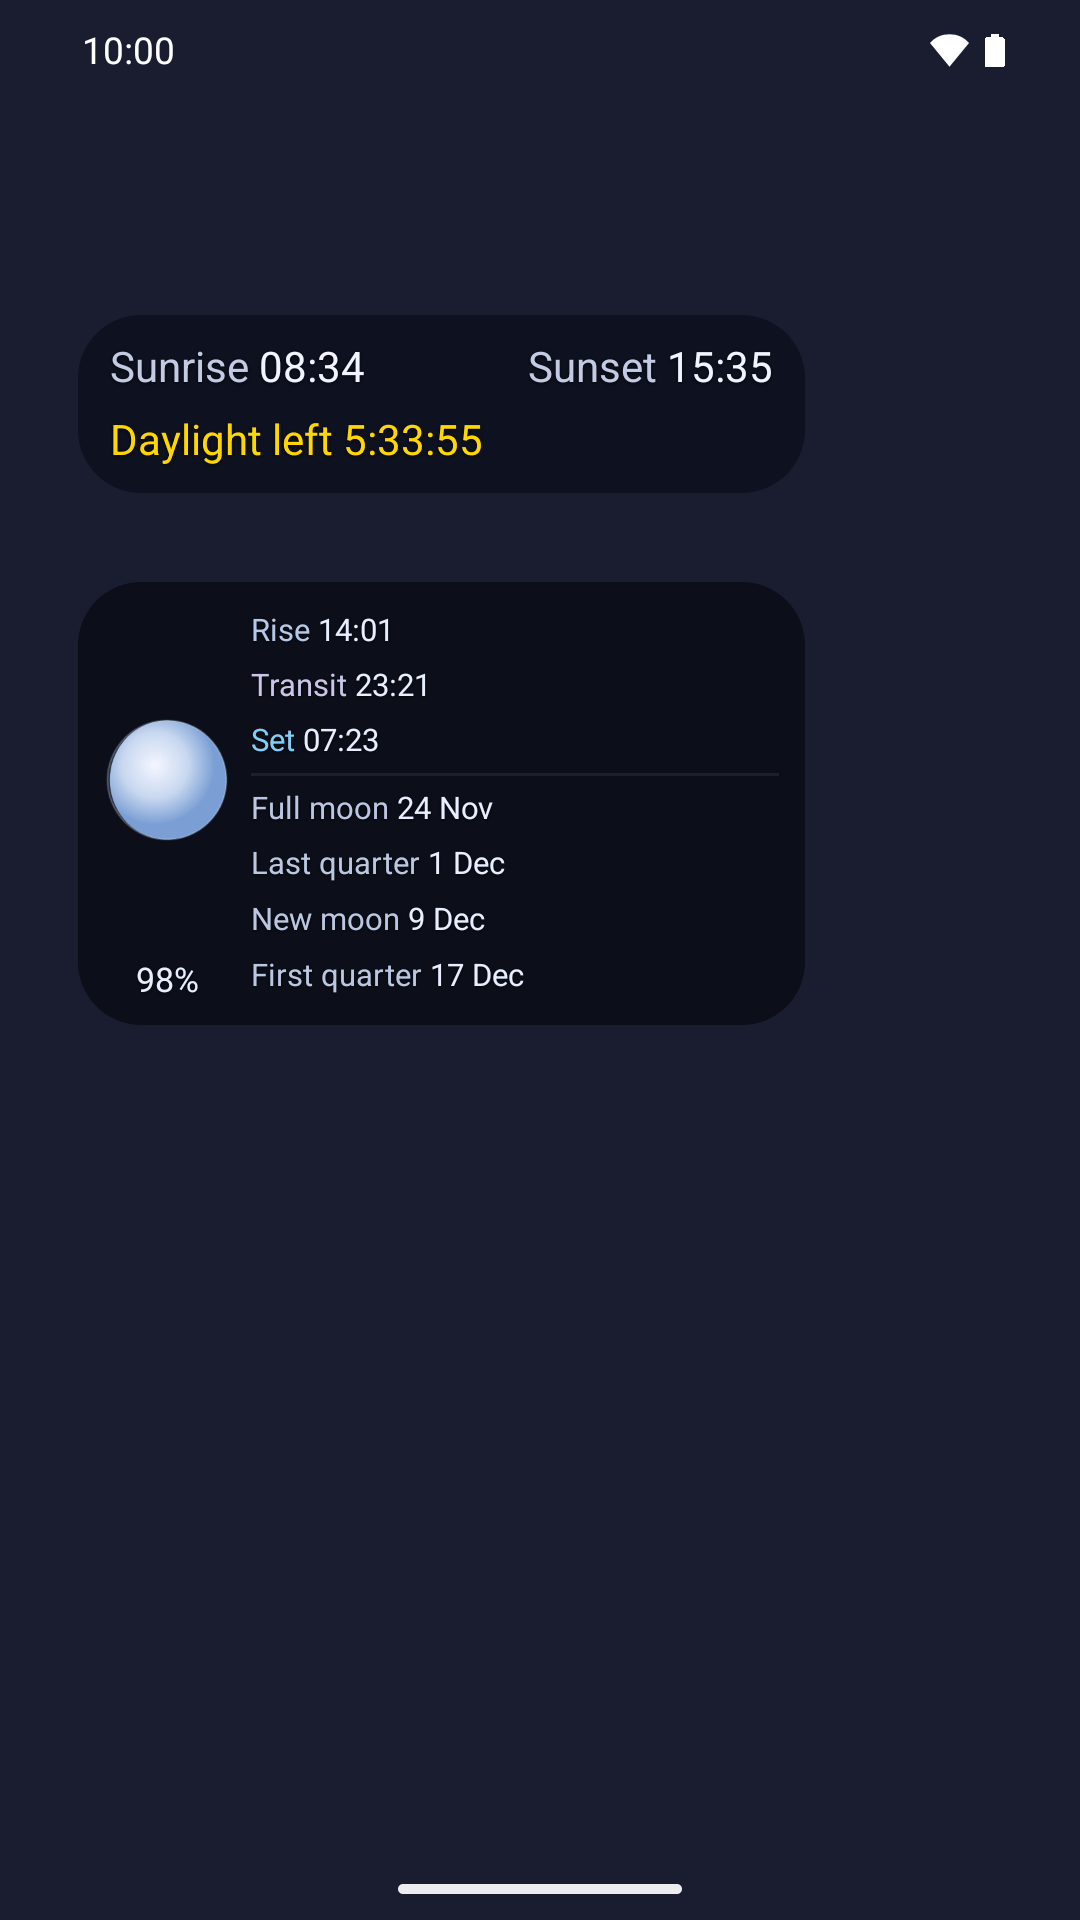 10:00
Sunrise 08:34 Sunset 15:35
Daylight left 5:33:55
Rise 14:01
Transit 23:21
Set 07:23
Full moon 24 Nov
Last quarter 1 Dec
New moon 9 Dec
First quarter 17 Dec
98%